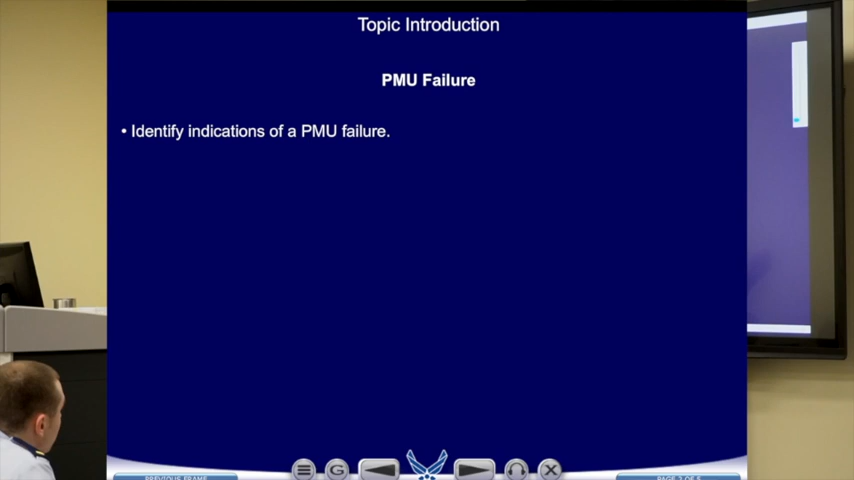 Topic Introduction
PMU Failure
• Identify indications of a PMU failure.
G
X
PREVIOUS FRAME
PAGE 2 OF 5